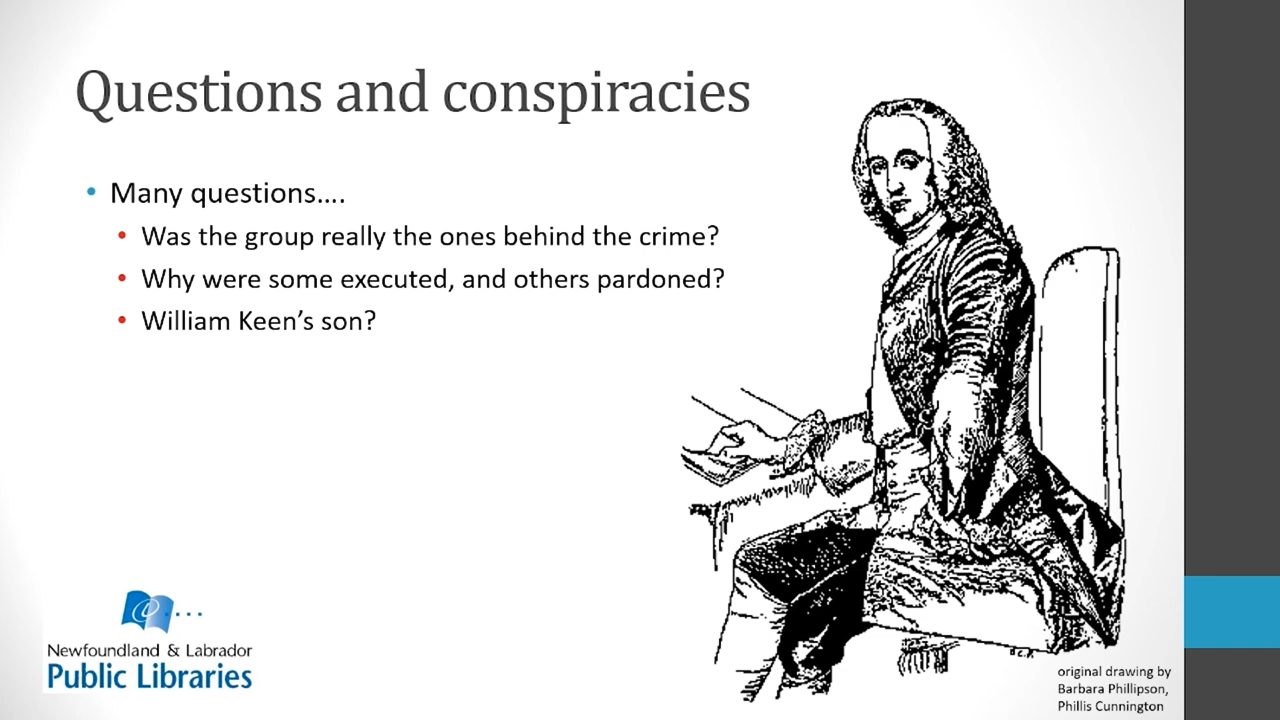 Questions and conspiracies
• Many questions....
• Was the group really the ones behind the crime?
• Why were some executed, and others pardoned?
• William Keen’s son?
Newfoundland & Labrador
Public Libraries
B.C.P.
original drawing by
Barbara Phillipson,
Phillis Cunnington